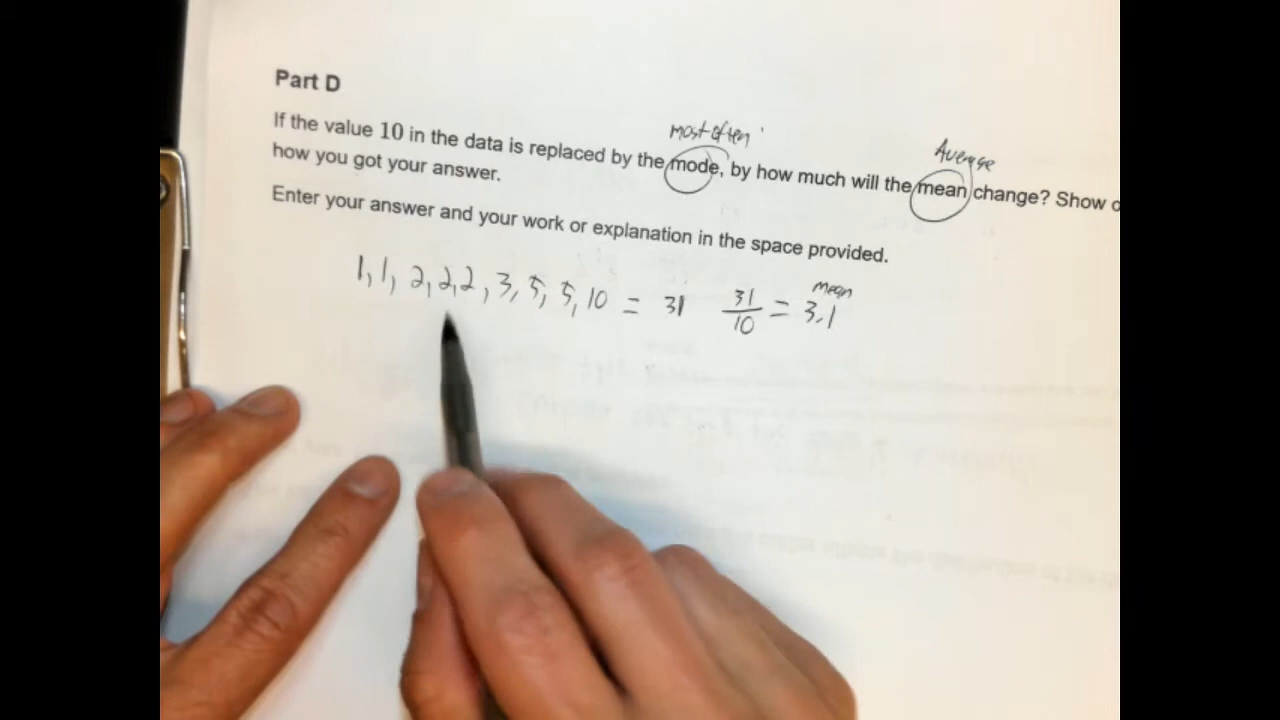 Part D
most often
Average
If the value 10 in the data is replaced by the mode, by how much will the mean change? Show
how you got your answer.
Enter your answer and your work or explanation in the space provided.
mean
1, 1, 2, 2, 2, 3, 5, 5, 10 = 31 31/10 = 3.1